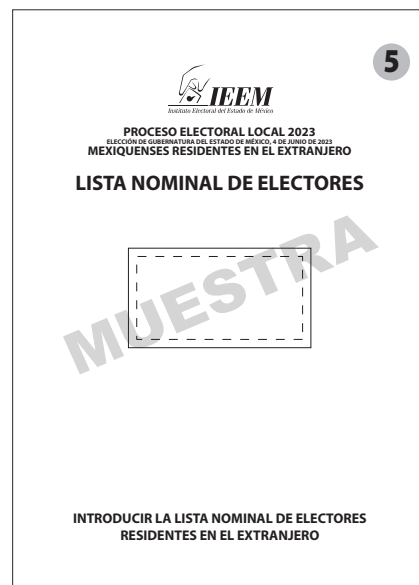 5
IEEM
Instituto Electoral del Estado de México
PROCESO ELECTORAL LOCAL 2023
ELECCIÓN DE GUBERNATURA DEL ESTADO DE MÉXICO, 4 DE JUNIO DE 2023
MEXIQUENSES RESIDENTES EN EL EXTRANJERO
LISTA NOMINAL DE ELECTORES
MUESTRA
INTRODUCIR LA LISTA NOMINAL DE ELECTORES
RESIDENTES EN EL EXTRANJERO